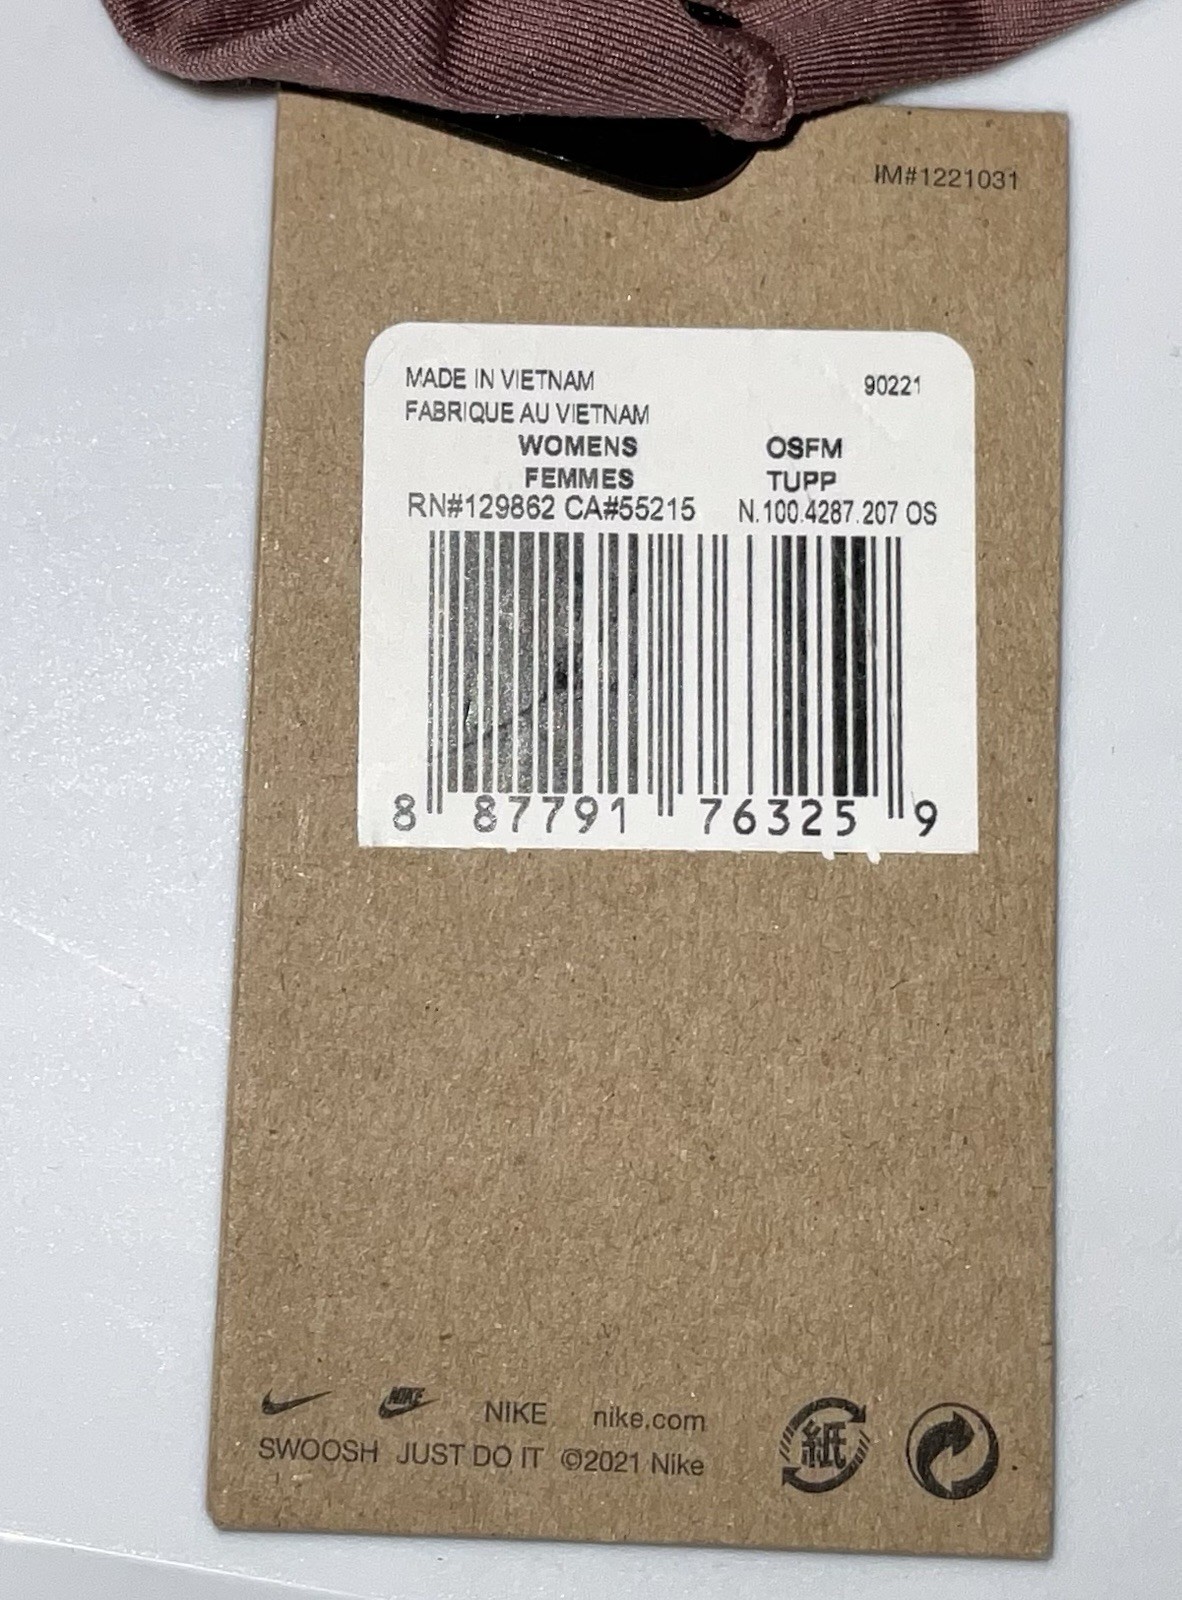 IM#1221031
MADE IN VIETNAM 90221
FABRIQUE AU VIETNAM
WOMENS OSFM
FEMMES TUPP
RN#129862 CA#55215 N.100.4287.207 OS
8 87791 76325 9
NIKE NIKE nike.com
SWOOSH JUST DO IT ©2021 Nike
紙